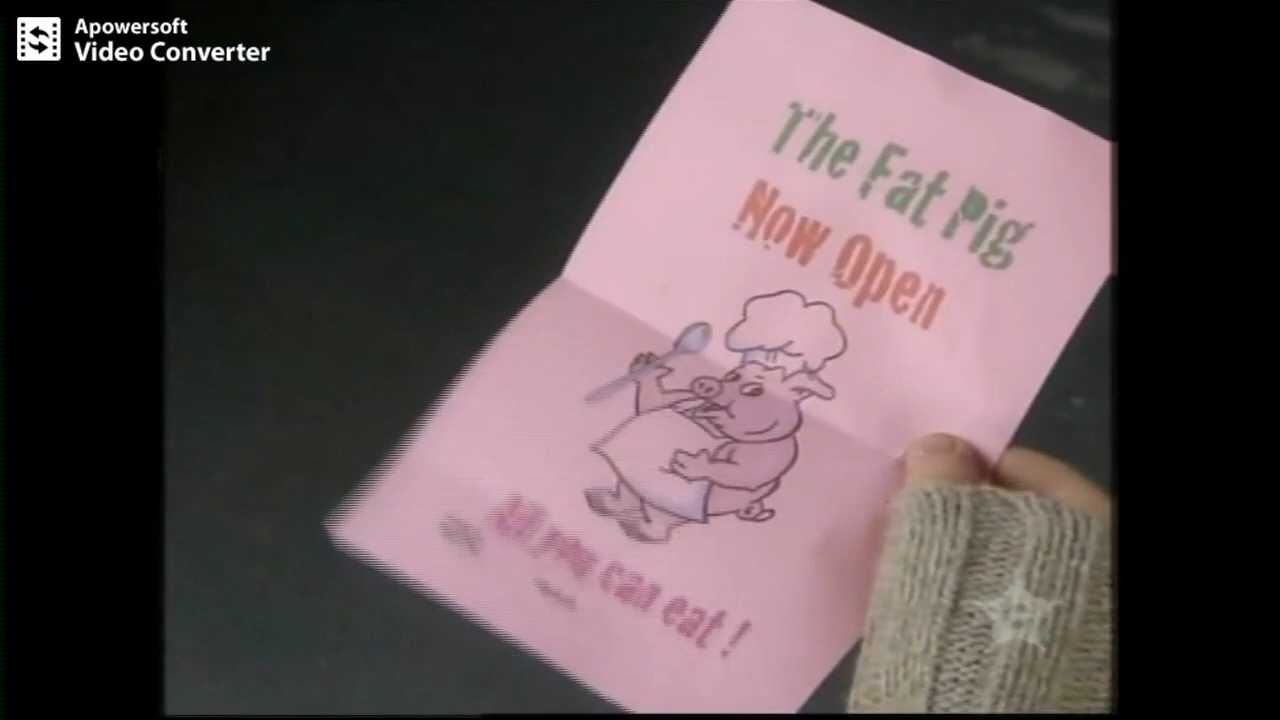 Apowersoft
Video Converter
The Fat Pig
Now Open
All you can eat!